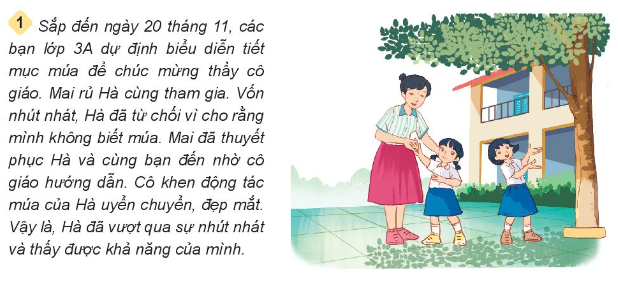 1 Sắp đến ngày 20 tháng 11, các
bạn lớp 3A dự định biểu diễn tiết
mục múa để chúc mừng thầy cô
giáo. Mai rủ Hà cùng tham gia. Vốn
nhút nhát, Hà đã từ chối vì cho rằng
mình không biết múa. Mai đã thuyết
phục Hà và cùng bạn đến nhờ cô
giáo hướng dẫn. Cô khen động tác
múa của Hà uyển chuyển, đẹp mắt.
Vậy là, Hà đã vượt qua sự nhút nhát
và thấy được khả năng của mình.